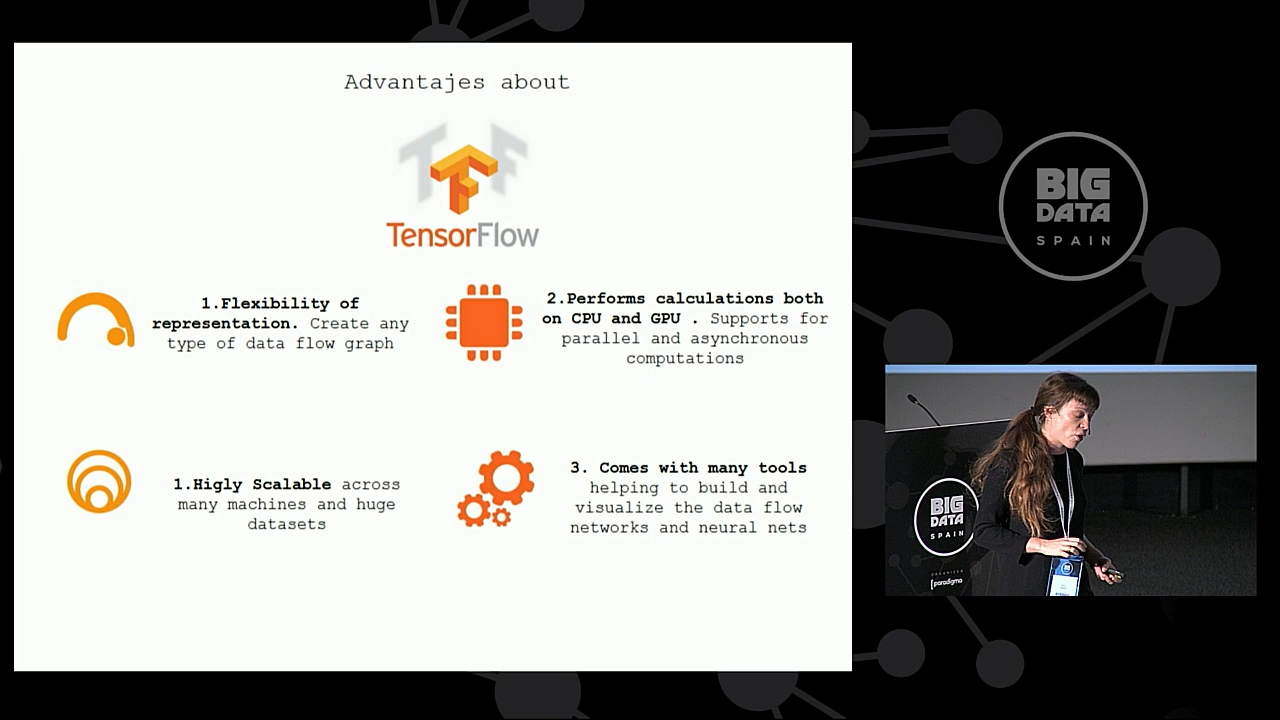 Advantajes about
TF
TensorFlow
1.Flexibility of
representation. Create any
type of data flow graph
2.Performs calculations both
on CPU and GPU . Supports for
parallel and asynchronous
computations
1.Higly Scalable across
many machines and huge
datasets
3. Comes with many tools
helping to build and
visualize the data flow
networks and neural nets
BIG
DATA
SPAIN
BIG
DATA
SPAIN
ORGANIZER
[paradigma